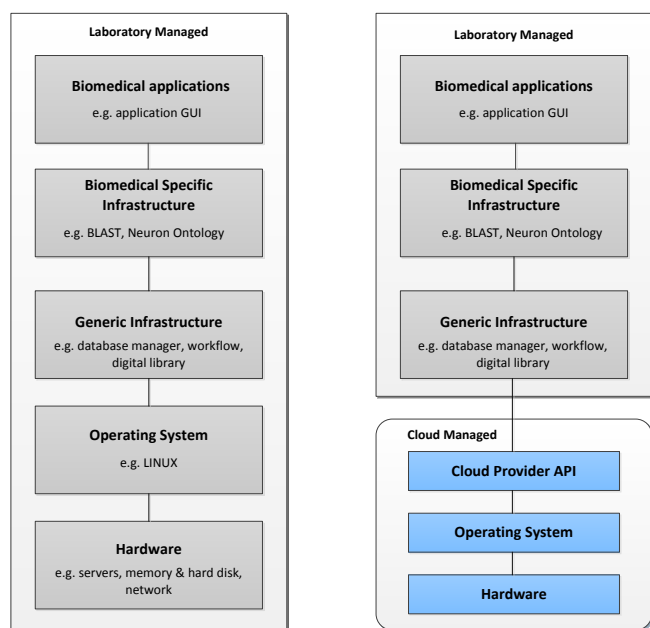 Laboratory Managed
Biomedical applications
e.g. application GUI
Biomedical Specific
Infrastructure
e.g. BLAST, Neuron Ontology
Generic Infrastructure
e.g. database manager, workflow,
digital library
Operating System
e.g. LINUX
Hardware
e.g. servers, memory & hard disk,
network
Laboratory Managed
Biomedical applications
e.g. application GUI
Biomedical Specific
Infrastructure
e.g. BLAST, Neuron Ontology
Generic Infrastructure
e.g. database manager, workflow,
digital library
Cloud Managed
Cloud Provider API
Operating System
Hardware